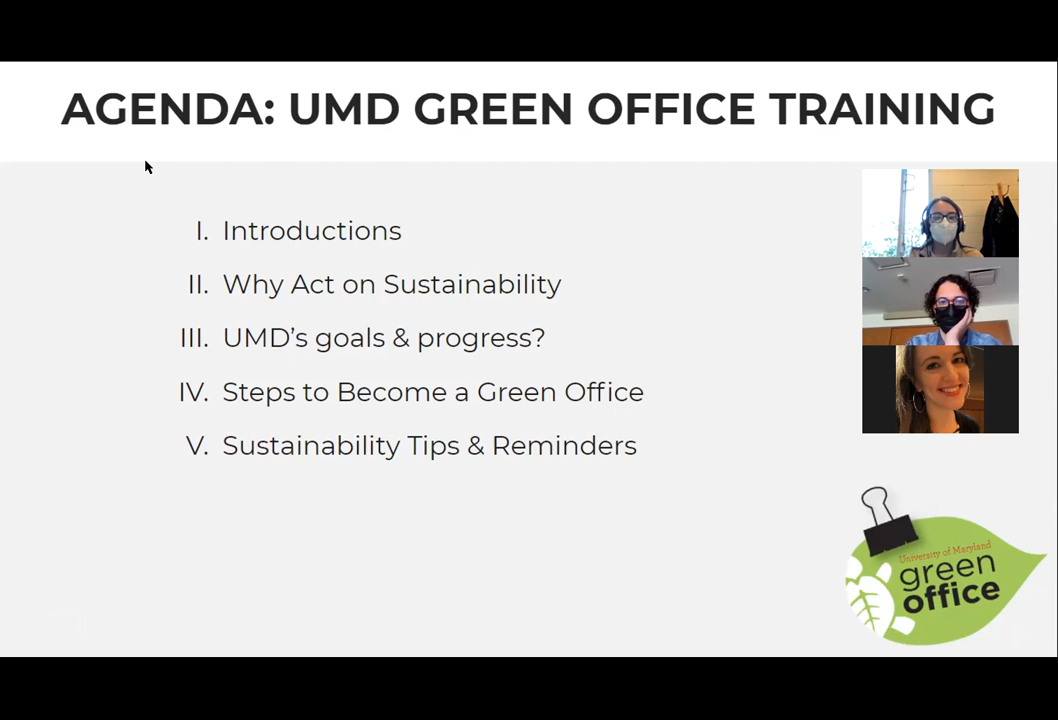 AGENDA: UMD GREEN OFFICE TRAINING
I. Introductions
II. Why Act on Sustainability
III. UMD’s goals & progress?
IV. Steps to Become a Green Office
V. Sustainability Tips & Reminders
University of Maryland
green
office